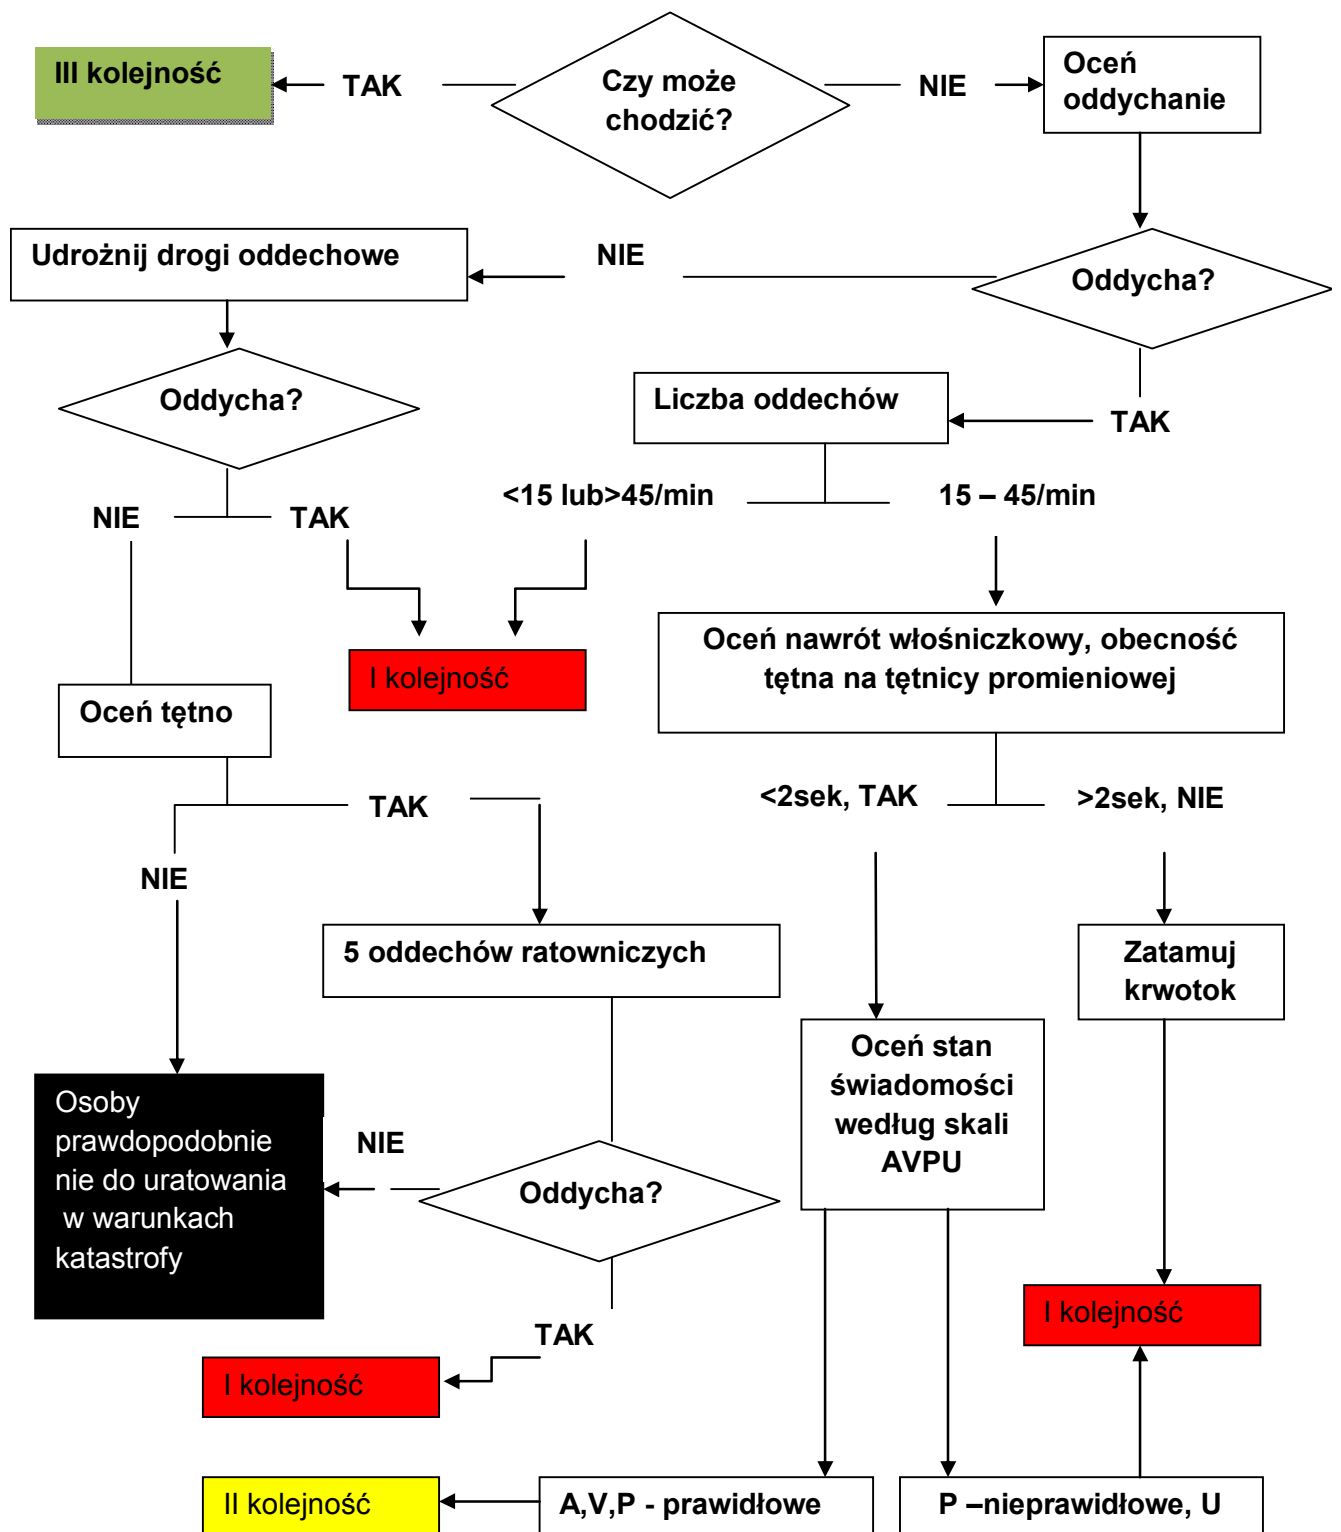 III kolejność
TAK
Czy może
chodzić?
NIE
Oceń
oddychanie
Udrożnij drogi oddechowe
NIE
Oddycha?
Oddycha?
Liczba oddechów
TAK
<15 lub>45/min
15 – 45/min
NIE
TAK
Oceń nawrót włośniczkowy, obecność
tętna na tętnicy promieniowej
I kolejność
Oceń tętno
TAK
<2sek, TAK
>2sek, NIE
NIE
5 oddechów ratowniczych
Zatamuj
krwotok
Oceń stan
świadomości
według skali
AVPU
Osoby
prawdopodobnie
nie do uratowania
w warunkach
katastrofy
NIE
Oddycha?
TAK
I kolejność
I kolejność
II kolejność
A,V,P - prawidłowe
P –nieprawidłowe, U